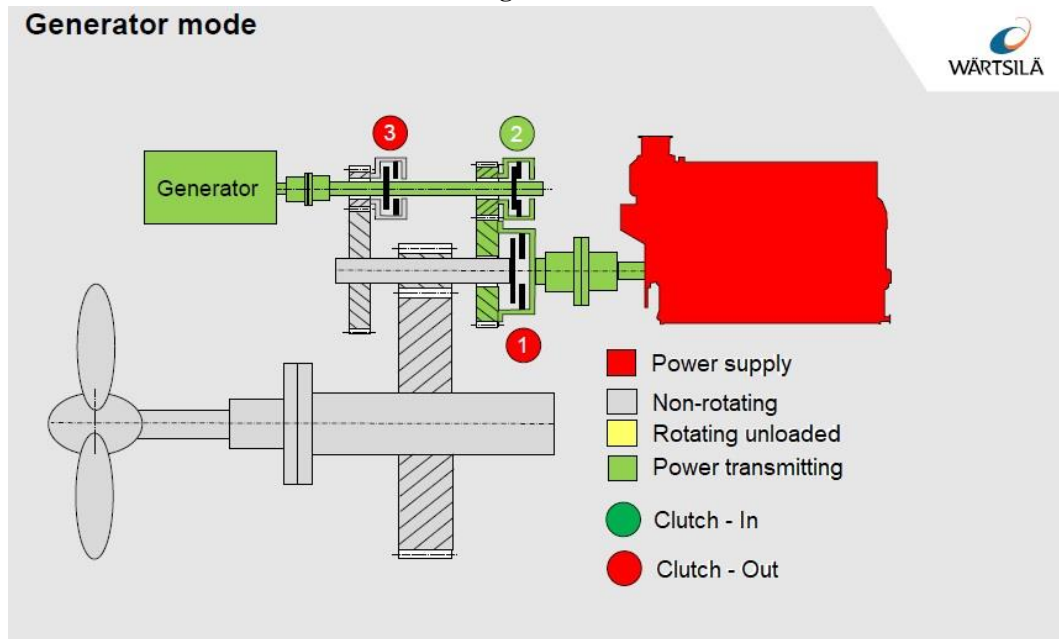 Generator mode
WÄRTSILÄ
3
2
Generator
1
Power supply
Non-rotating
Rotating unloaded
Power transmitting
Clutch - In
Clutch - Out